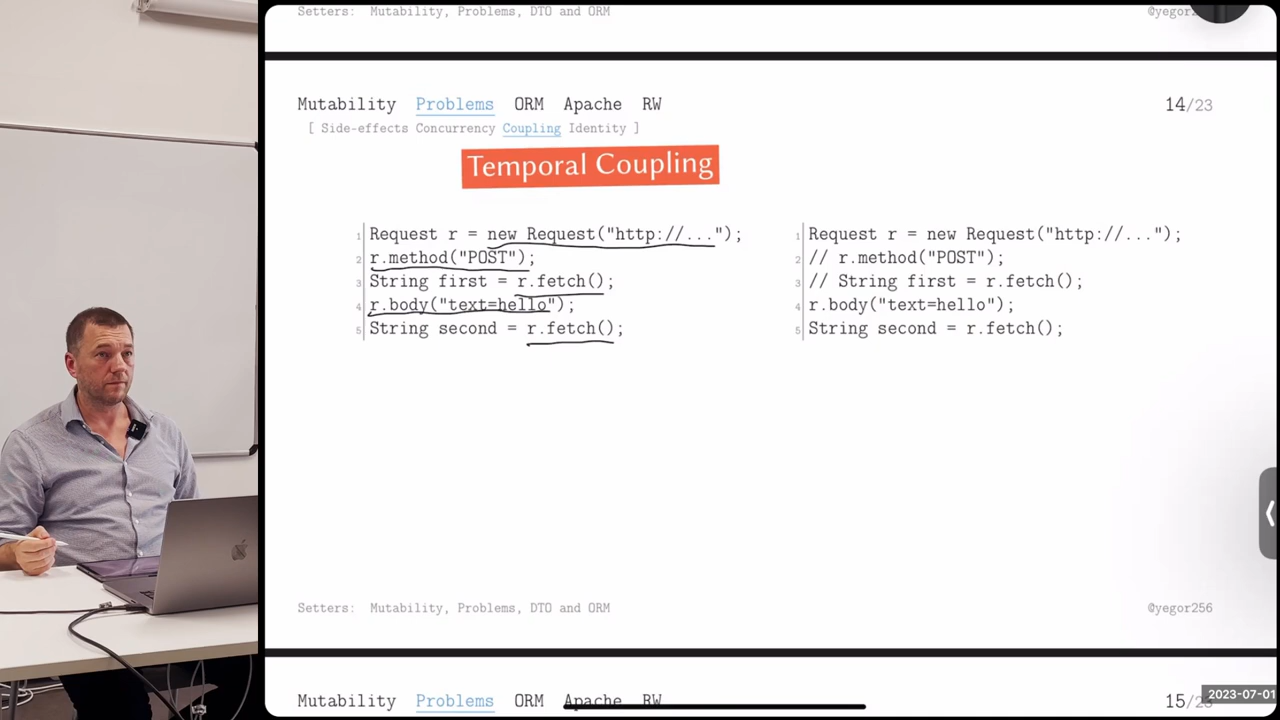 Setters: Mutability, Problems, DTO and ORM
Mutability Problems ORM Apache RW
14/23
[ Side-effects Concurrency Coupling Identity ]
Temporal Coupling
1 Request r = new Request("http://...");
2 r.method("POST");
3 String first = r.fetch();
4 r.body("text=hello");
5 String second = r.fetch();
1 Request r = new Request("http://...");
2 // r.method("POST");
3 // String first = r.fetch();
4 r.body("text=hello");
5 String second = r.fetch();
Setters: Mutability, Problems, DTO and ORM
@yegor256
Mutability Problems ORM Apache RW
2023-07-01